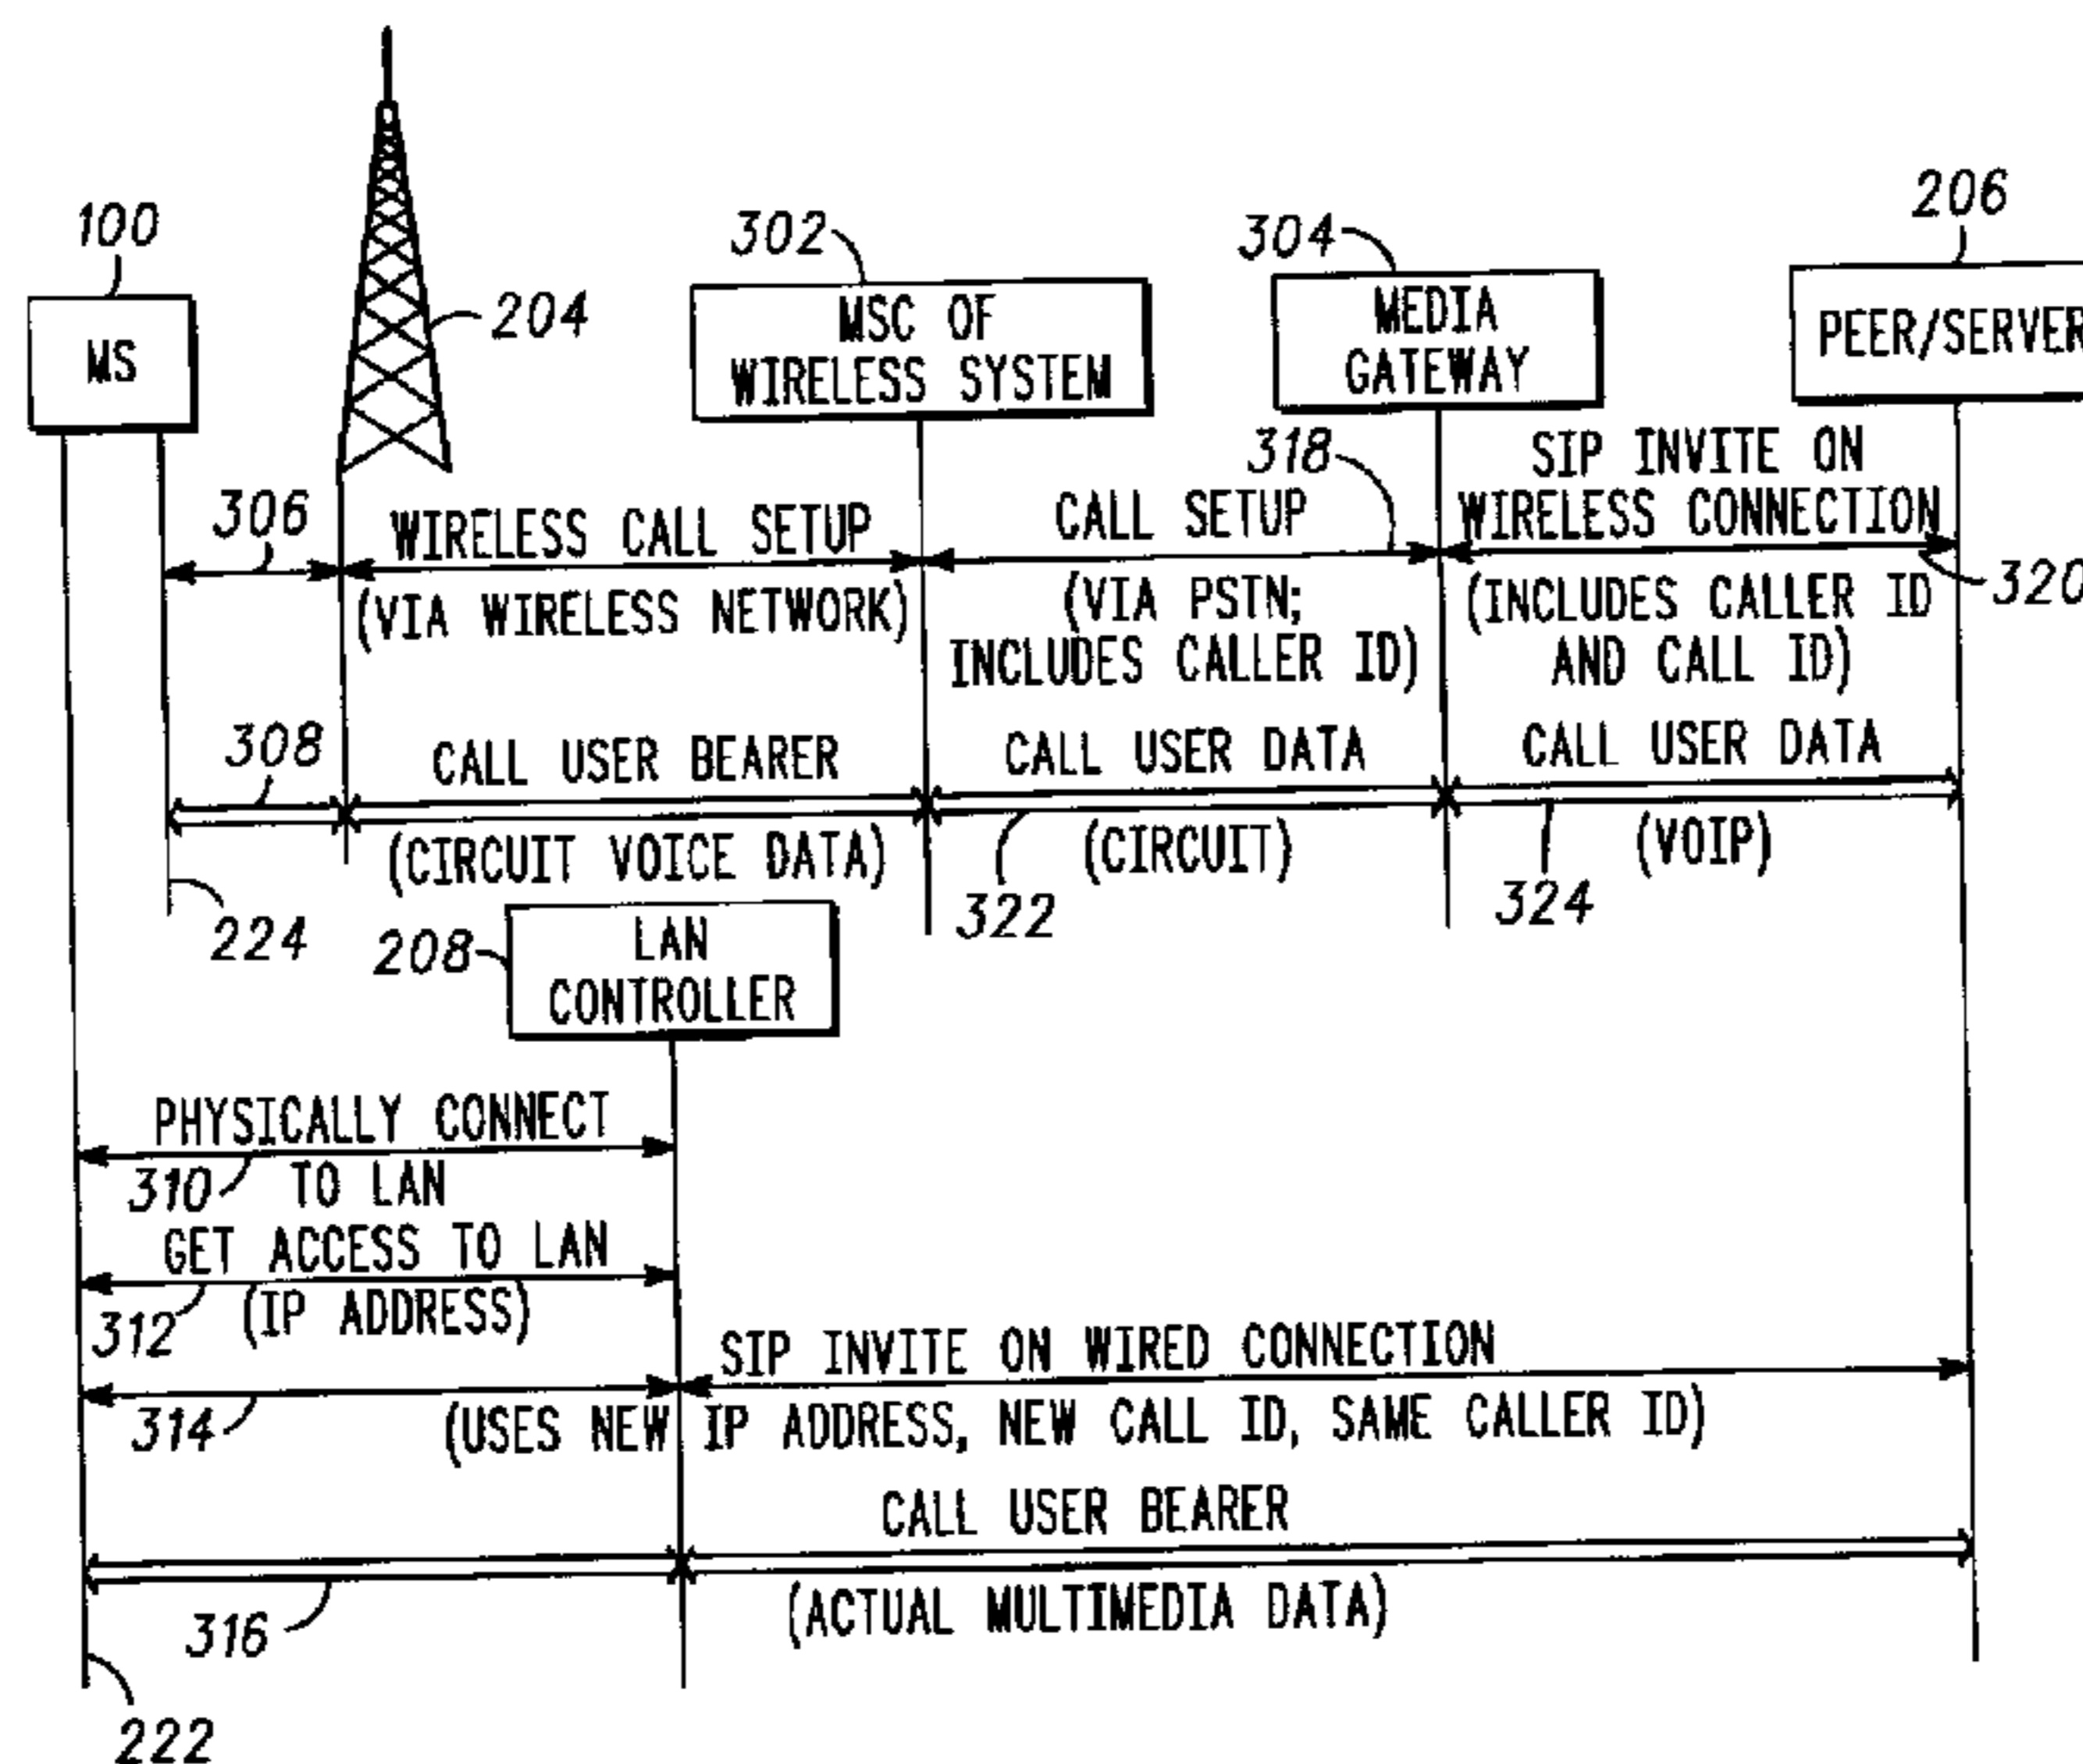 100
MS
204
302
MSC OF
WIRELESS SYSTEM
304
MEDIA
GATEWAY
206
PEER/SERVER
306
WIRELESS CALL SETUP
(VIA WIRELESS NETWORK)
318
CALL SETUP
(VIA PSTN;
INCLUDES CALLER ID)
SIP INVITE ON
WIRELESS CONNECTION
(INCLUDES CALLER ID
AND CALL ID)
320
308
CALL USER BEARER
(CIRCUIT VOICE DATA)
CALL USER DATA
(CIRCUIT)
322
CALL USER DATA
(VOIP)
324
224
208
LAN
CONTROLLER
PHYSICALLY CONNECT
TO LAN
310
GET ACCESS TO LAN
(IP ADDRESS)
312
SIP INVITE ON WIRED CONNECTION
(USES NEW IP ADDRESS, NEW CALL ID, SAME CALLER ID)
314
CALL USER BEARER
(ACTUAL MULTIMEDIA DATA)
316
222